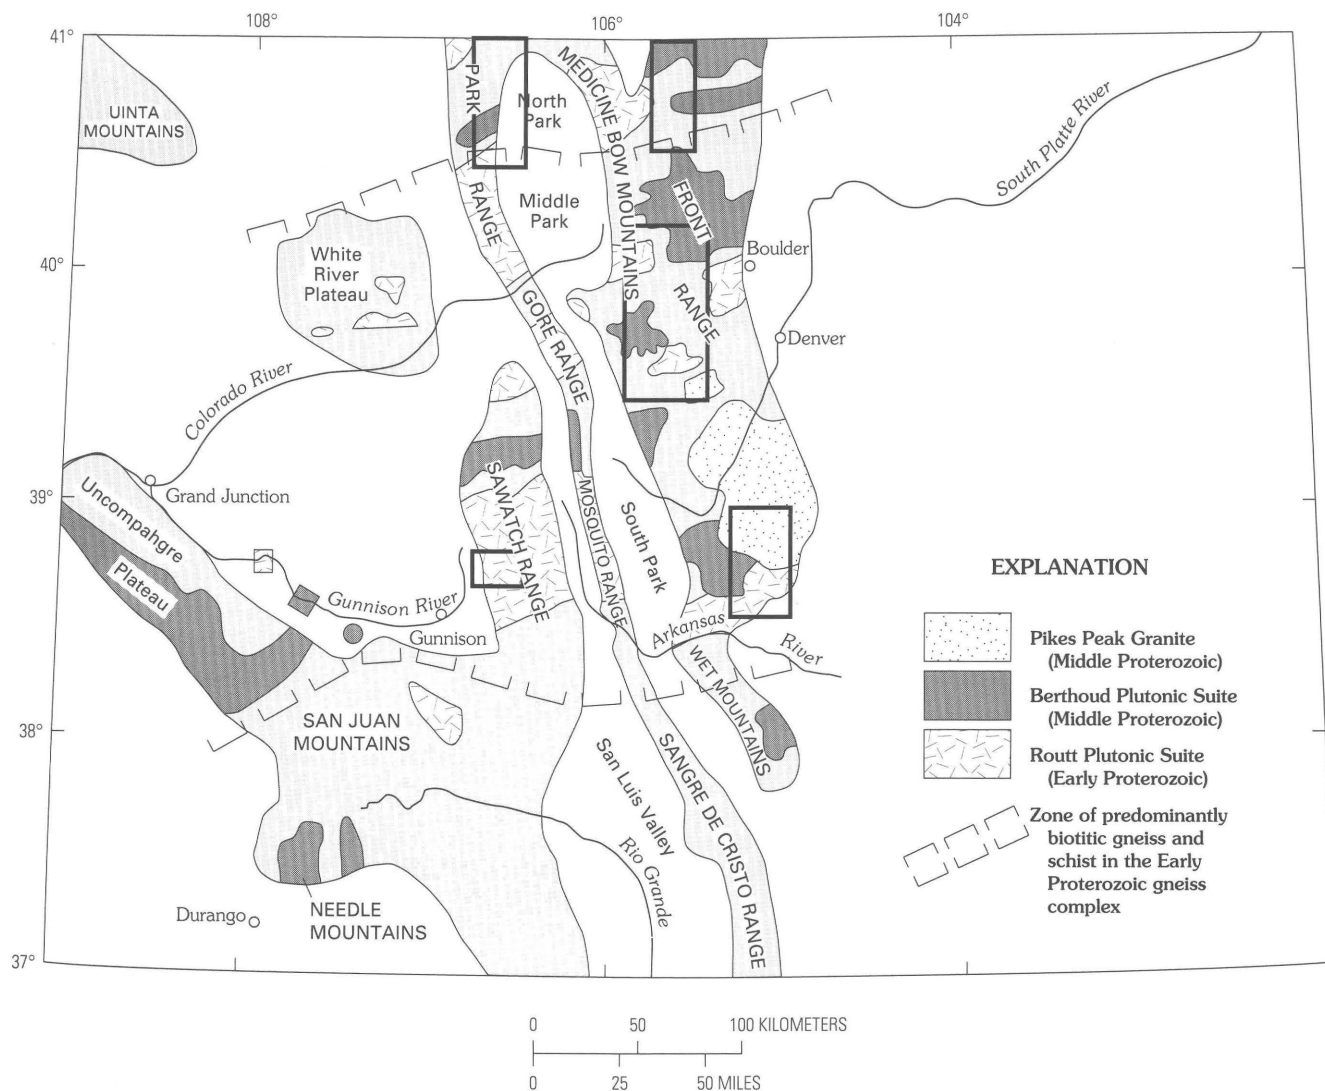 108°
106°
104°
41°
UINTA
MOUNTAINS
PARK
RANGE
North
Park
MEDICINE BOW MOUNTAINS
Middle
Park
FRONT
RANGE
South Platte River
Boulder
40°
White
River
Plateau
GORE RANGE
Denver
Colorado River
39°
Grand Junction
Uncompahgre
Plateau
SAWATCH RANGE
MOSQUITO RANGE
South Park
Gunnison River
Gunnison
Arkansas
River
WET MOUNTAINS
38°
SAN JUAN
MOUNTAINS
San Luis Valley
SANGRE DE CRISTO RANGE
Rio Grande
Durango
NEEDLE
MOUNTAINS
37°
EXPLANATION
Pikes Peak Granite
(Middle Proterozoic)
Berthoud Plutonic Suite
(Middle Proterozoic)
Routt Plutonic Suite
(Early Proterozoic)
Zone of predominantly
biotitic gneiss and
schist in the Early
Proterozoic gneiss
complex
0 50 100 KILOMETERS
0 25 50 MILES